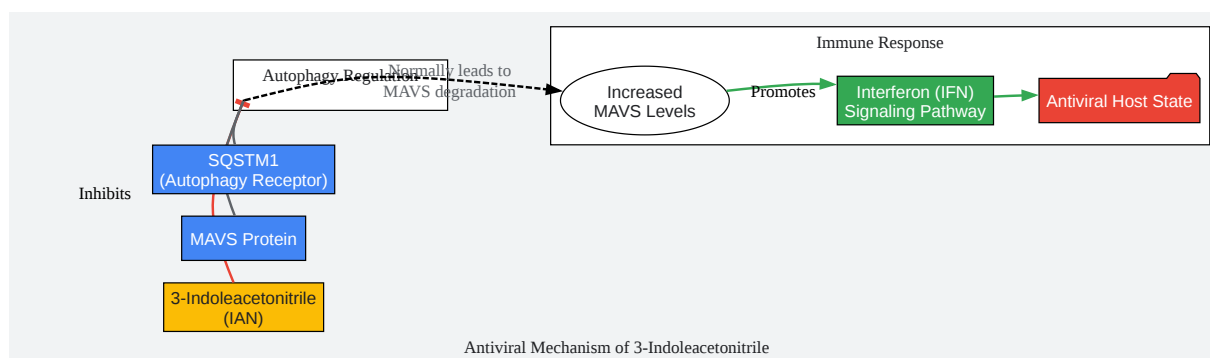 Immune Response
Autophagy Regulation
Normally leads to
MAVS degradation
Increased
MAVS Levels
Promotes
Interferon (IFN)
Signaling Pathway
Antiviral Host State
SQSTM1
(Autophagy Receptor)
Inhibits
MAVS Protein
3-Indoleacetonitrile
(IAN)
Antiviral Mechanism of 3-Indoleacetonitrile